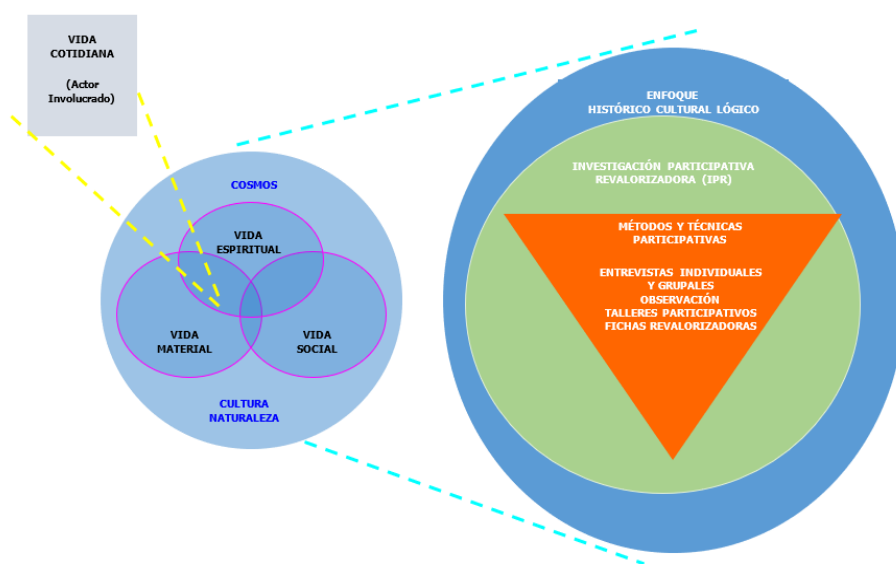 VIDA
COTIDIANA
(Actor
Involucrado)
COSMOS
VIDA
ESPIRITUAL
VIDA
MATERIAL
VIDA
SOCIAL
CULTURA
NATURALEZA
ENFOQUE
HISTÓRICO CULTURAL LÓGICO
INVESTIGACIÓN PARTICIPATIVA
REVALORIZADORA (IPR)
MÉTODOS Y TÉCNICAS
PARTICIPATIVAS
ENTREVISTAS INDIVIDUALES
Y GRUPALES
OBSERVACIÓN
TALLERES PARTICIPATIVOS
FICHAS REVALORIZADORAS